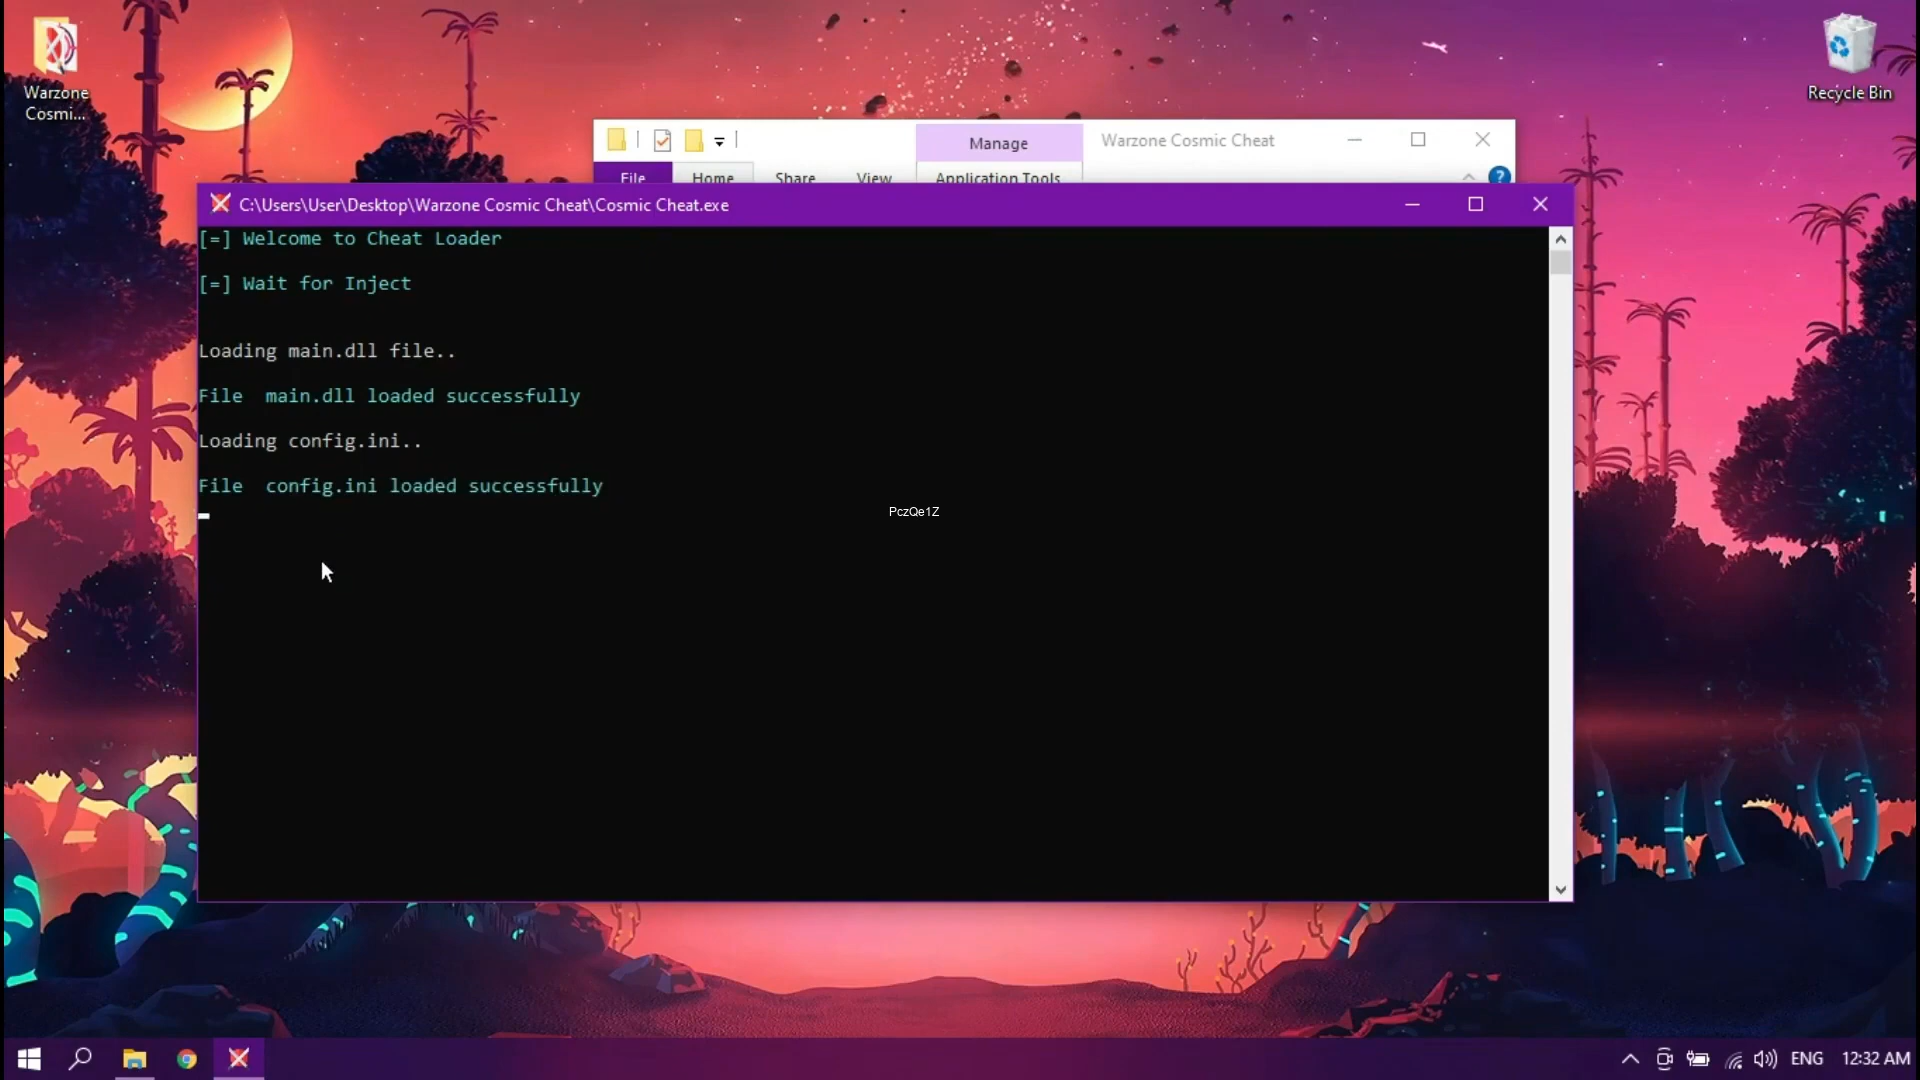 Warzone
Cosmi...
Recycle Bin
Manage
Warzone Cosmic Cheat
File
Home
Share
View
Application Tools
?
C:\Users\User\Desktop\Warzone Cosmic Cheat\Cosmic Cheat.exe
[=] Welcome to Cheat Loader
[=] Wait for Inject
Loading main.dll file..
File  main.dll loaded successfully
Loading config.ini..
File  config.ini loaded successfully
PczQe1Z
ENG
12:32 AM